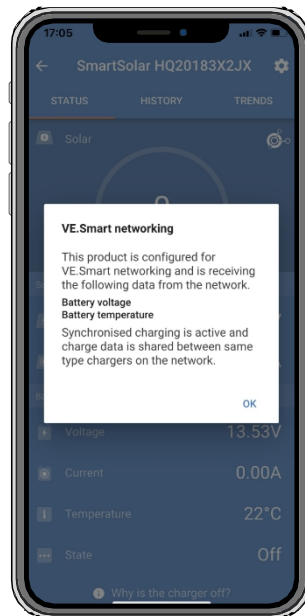 17:05
SmartSolar HQ20183X2JX
STATUS HISTORY TRENDS
Solar
VE.Smart networking
This product is configured for
VE.Smart networking and is receiving
the following data from the network.
Battery voltage
Battery temperature
Synchronised charging is active and
charge data is shared between same
type chargers on the network.
OK
Voltage 13.53V
Current 0.00A
Temperature 22°C
State Off
Why is the charger off?